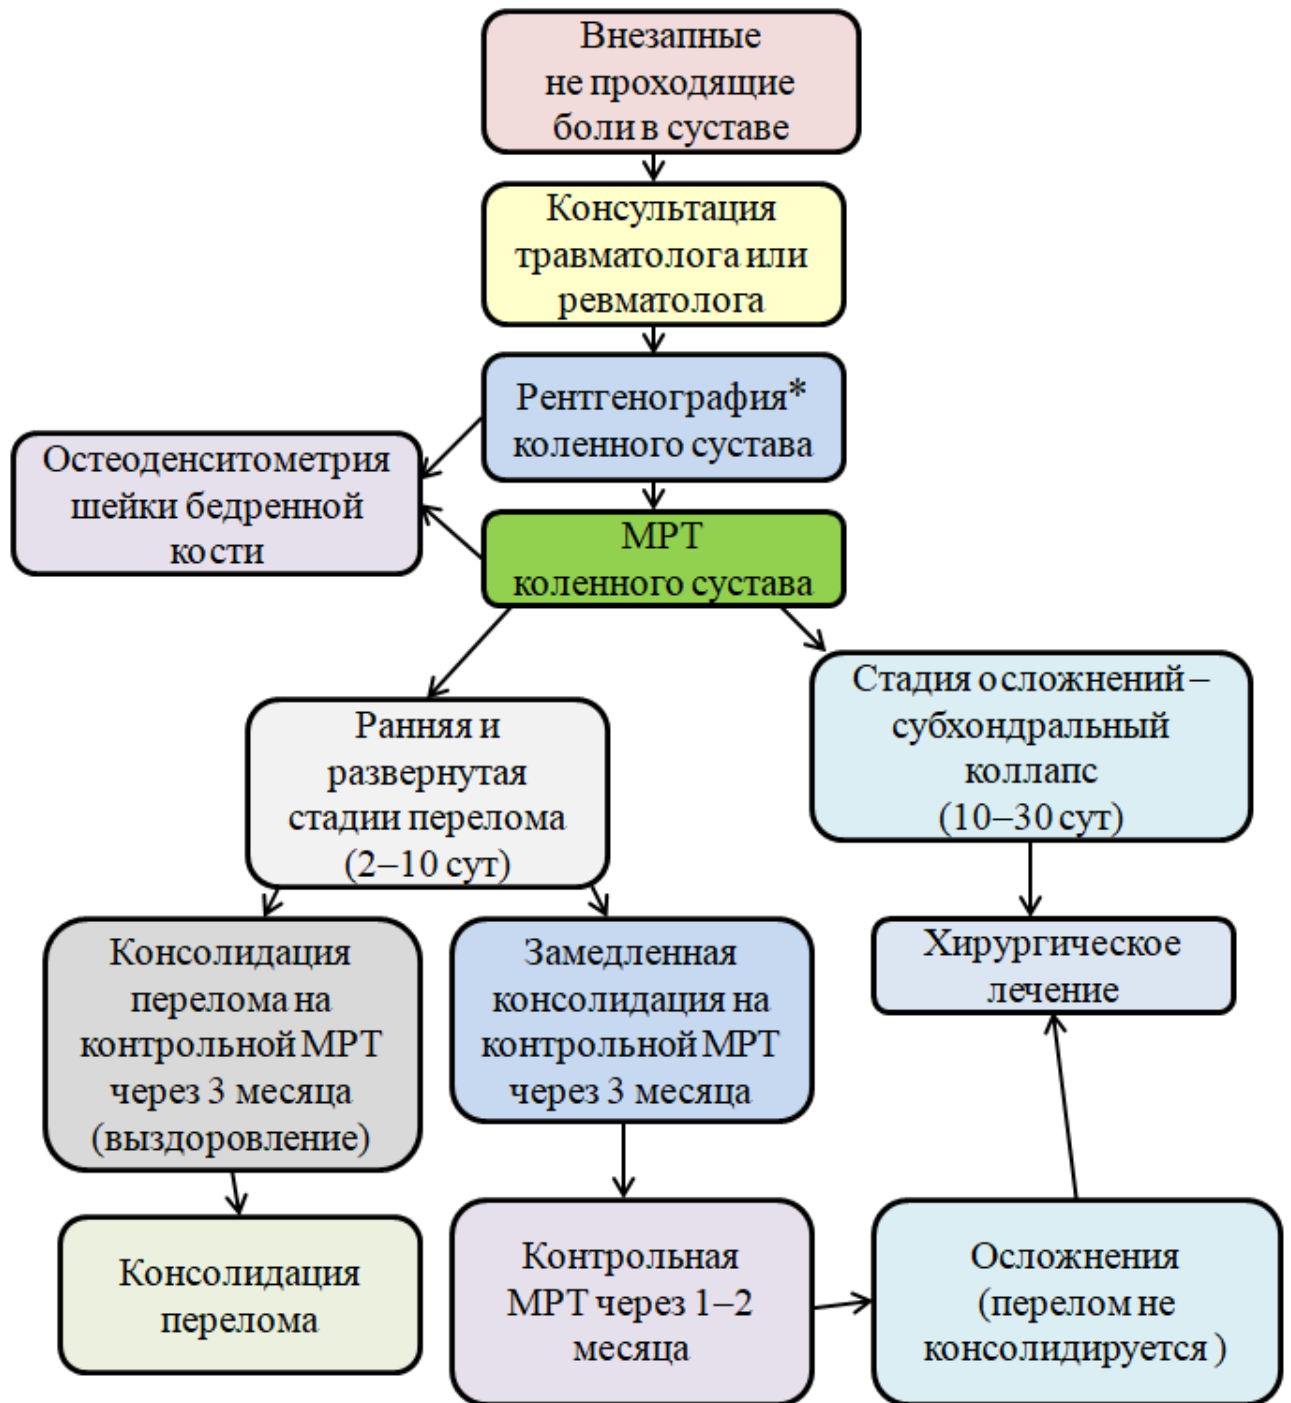 Внезапные
не проходящие
боли в суставе
Консультация
травматолога или
ревматолога
Рентгенография*
коленного сустава
Остеоденситометрия
шейки бедренной
кости
МРТ
коленного сустава
Стадия осложнений –
субхондральный
коллапс
(10–30 сут)
Ранняя и
развернутая
стадии перелома
(2–10 сут)
Консолидация
перелома на
контрольной МРТ
через 3 месяца
(выздоровление)
Замедленная
консолидация на
контрольной МРТ
через 3 месяца
Хирургическое
лечение
Консолидация
перелома
Контрольная
МРТ через 1–2
месяца
Осложнения
(перелом не
консолидируется )